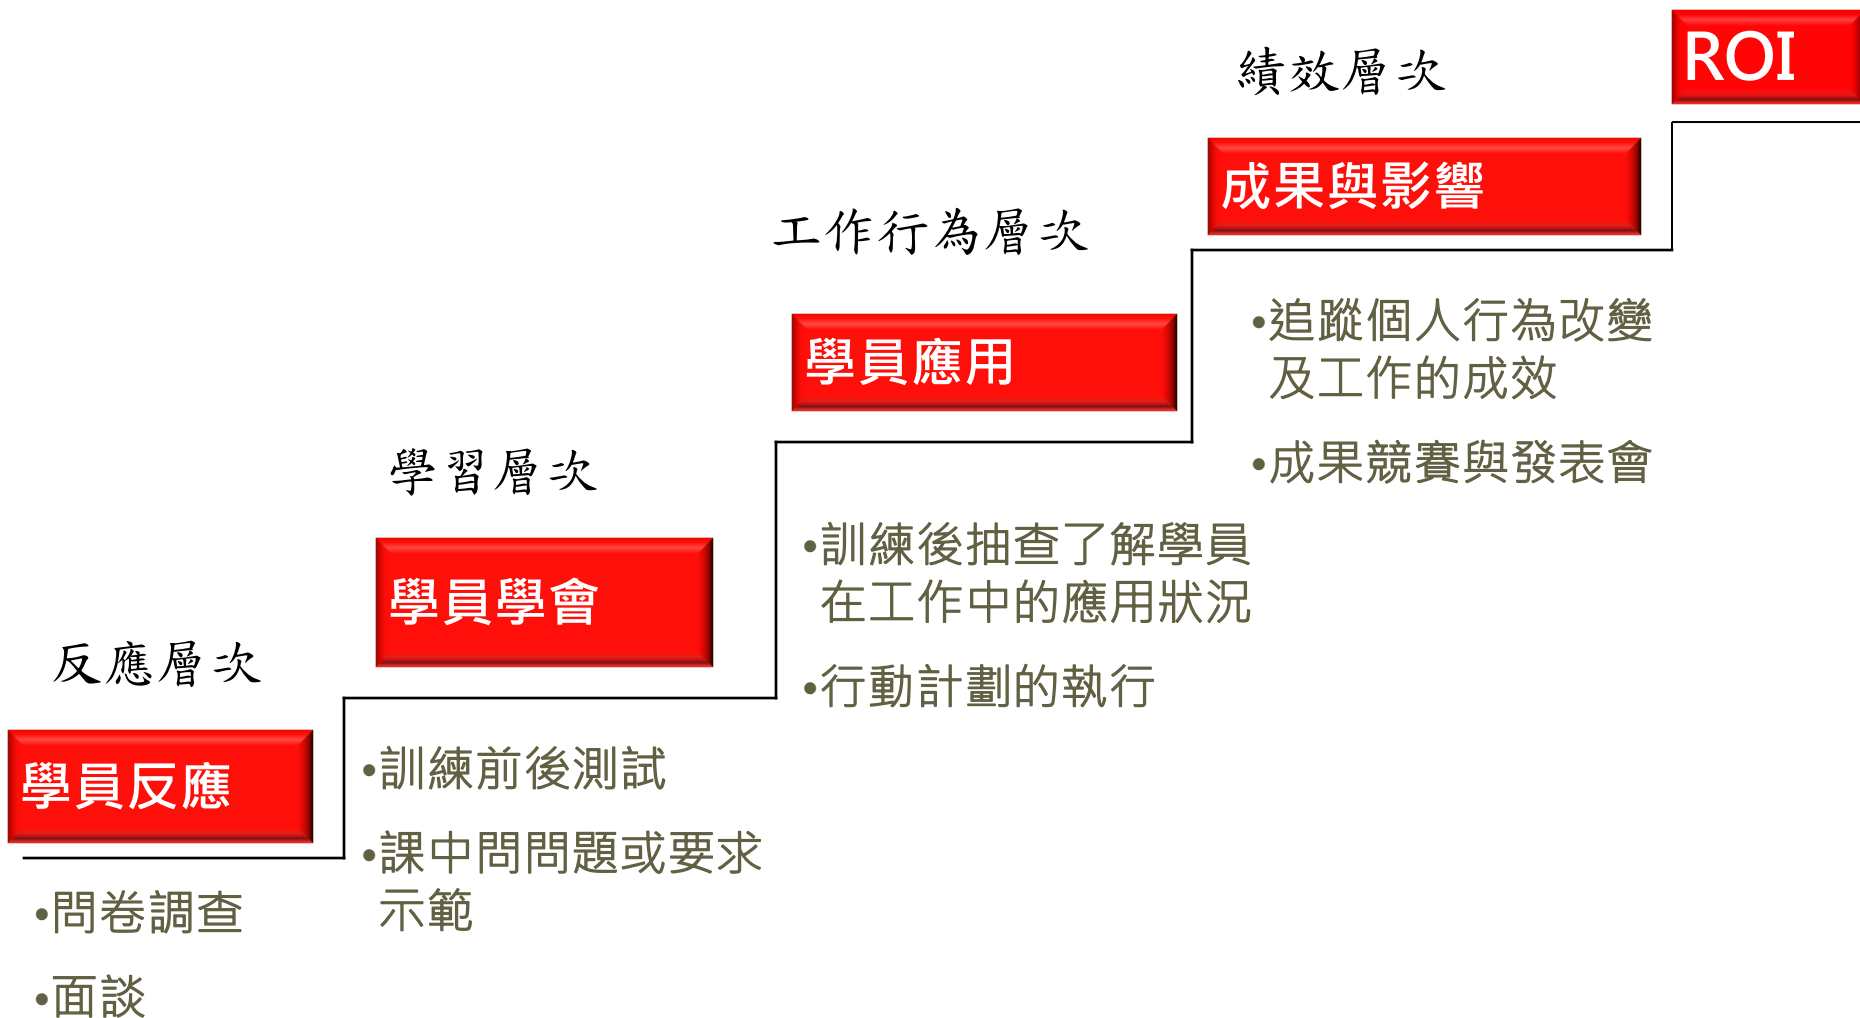 反應層次
學員反應
•問卷調查
•面談
學習層次
學員學會
•訓練前後測試
•課中問問題或要求
示範
工作行為層次
學員應用
•訓練後抽查了解學員
在工作中的應用狀況
•行動計劃的執行
績效層次
成果與影響
•追蹤個人行為改變
及工作的成效
•成果競賽與發表會
ROI